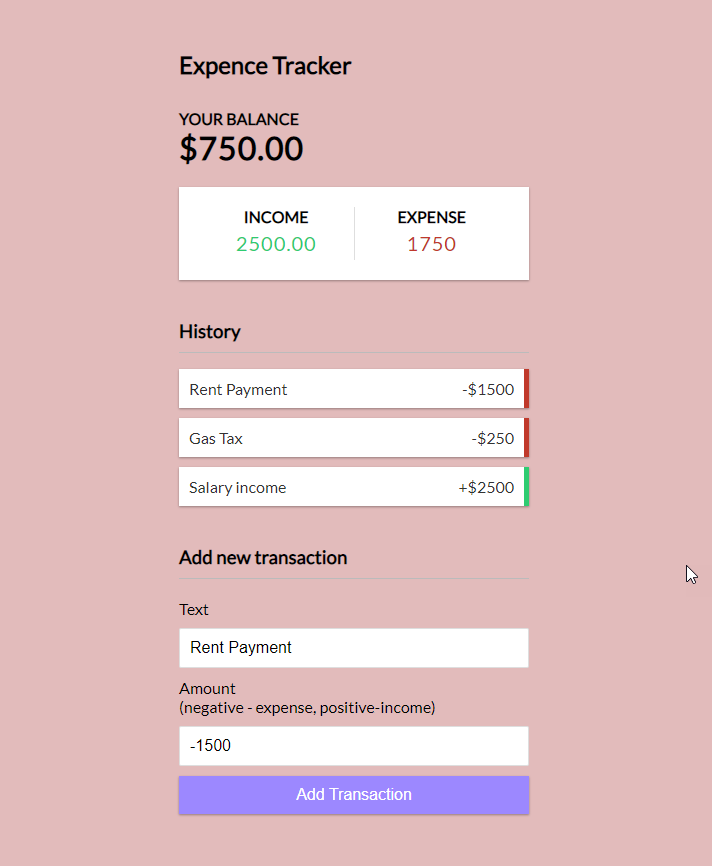 Expence Tracker
YOUR BALANCE
$750.00
INCOME EXPENSE
2500.00 1750
History
Rent Payment -$1500
Gas Tax -$250
Salary income +$2500
Add new transaction
Text
Rent Payment
Amount
(negative - expense, positive-income)
-1500
Add Transaction